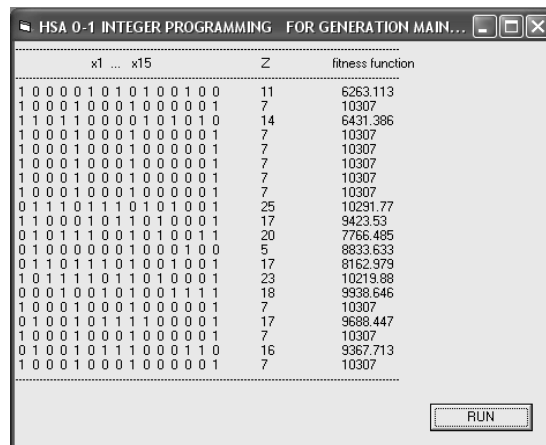 HSA 0-1 INTEGER PROGRAMMING FOR GENERATION MAIN...
x1 ... x15 Z fitness function
1 0 0 0 0 1 0 1 0 1 0 0 1 0 0 11 6263.113
1 0 0 0 1 0 0 0 1 0 0 0 0 0 1 7 10307
1 1 0 1 1 0 0 0 0 1 0 1 0 1 0 14 6431.386
1 0 0 0 1 0 0 0 1 0 0 0 0 0 1 7 10307
1 0 0 0 1 0 0 0 1 0 0 0 0 0 1 7 10307
1 0 0 0 1 0 0 0 1 0 0 0 0 0 1 7 10307
1 0 0 0 1 0 0 0 1 0 0 0 0 0 1 7 10307
1 0 0 0 1 0 0 0 1 0 0 0 0 0 1 7 10307
0 1 1 1 0 1 1 1 0 1 0 1 0 0 1 25 10291.77
1 1 0 0 1 0 1 1 0 1 0 0 0 0 1 17 9423.53
0 1 0 1 1 1 1 0 0 1 0 1 1 0 0 1 20 7766.485
0 1 0 0 0 0 0 0 0 0 0 0 1 0 0 5 8833.633
0 1 1 0 1 1 1 0 1 0 0 1 0 0 1 17 8162.979
1 0 1 1 1 1 0 1 1 0 1 0 0 0 1 23 10219.88
0 0 0 1 0 0 1 0 1 0 0 1 1 1 1 18 9938.646
1 0 0 0 1 0 0 0 1 0 0 0 0 0 1 7 10307
0 1 0 0 1 0 1 1 1 1 0 0 0 0 1 17 9688.447
1 0 0 0 1 0 0 0 1 0 0 0 0 0 1 7 10307
0 1 0 0 1 0 1 1 1 0 0 0 1 1 0 16 9367.713
1 0 0 0 1 0 0 0 1 0 0 0 0 0 1 7 10307
RUN